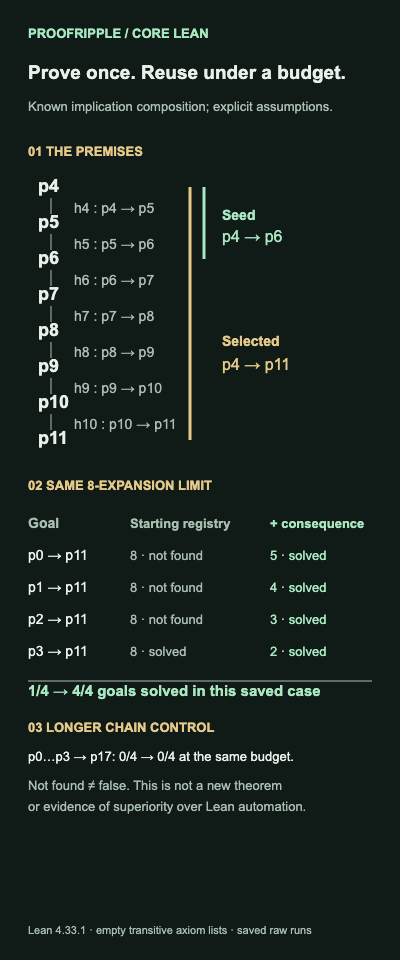 PROOFRIPPLE / CORE LEAN
Prove once. Reuse under a budget.
Known implication composition; explicit assumptions.
01 THE PREMISES
p4
h4 : p4 → p5
p5
h5 : p5 → p6
p6
h6 : p6 → p7
p7
h7 : p7 → p8
p8
h8 : p8 → p9
p9
h9 : p9 → p10
p10
h10 : p10 → p11
p11
Seed
p4 → p6
Selected
p4 → p11
02 SAME 8-EXPANSION LIMIT
Goal Starting registry + consequence
p0 → p11 8 · not found 5 · solved
p1 → p11 8 · not found 4 · solved
p2 → p11 8 · not found 3 · solved
p3 → p11 8 · solved 2 · solved
1/4 → 4/4 goals solved in this saved case
03 LONGER CHAIN CONTROL
p0…p3 → p17: 0/4 → 0/4 at the same budget.
Not found ≠ false. This is not a new theorem
or evidence of superiority over Lean automation.
Lean 4.33.1 · empty transitive axiom lists · saved raw runs